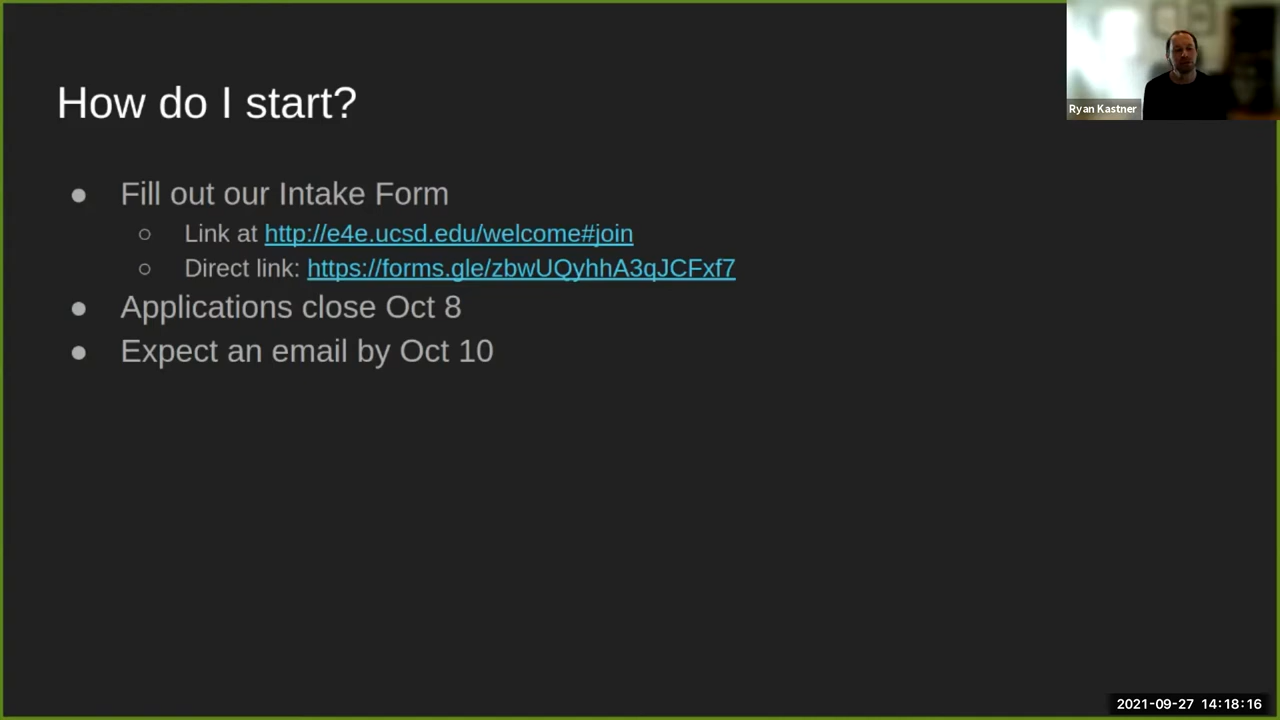 How do I start?
Ryan Kastner
● Fill out our Intake Form
○ Link at http://e4e.ucsd.edu/welcome#join
○ Direct link: https://forms.gle/zbwUQyhhA3qJCFxf7
● Applications close Oct 8
● Expect an email by Oct 10
2021-09-27 14:18:16